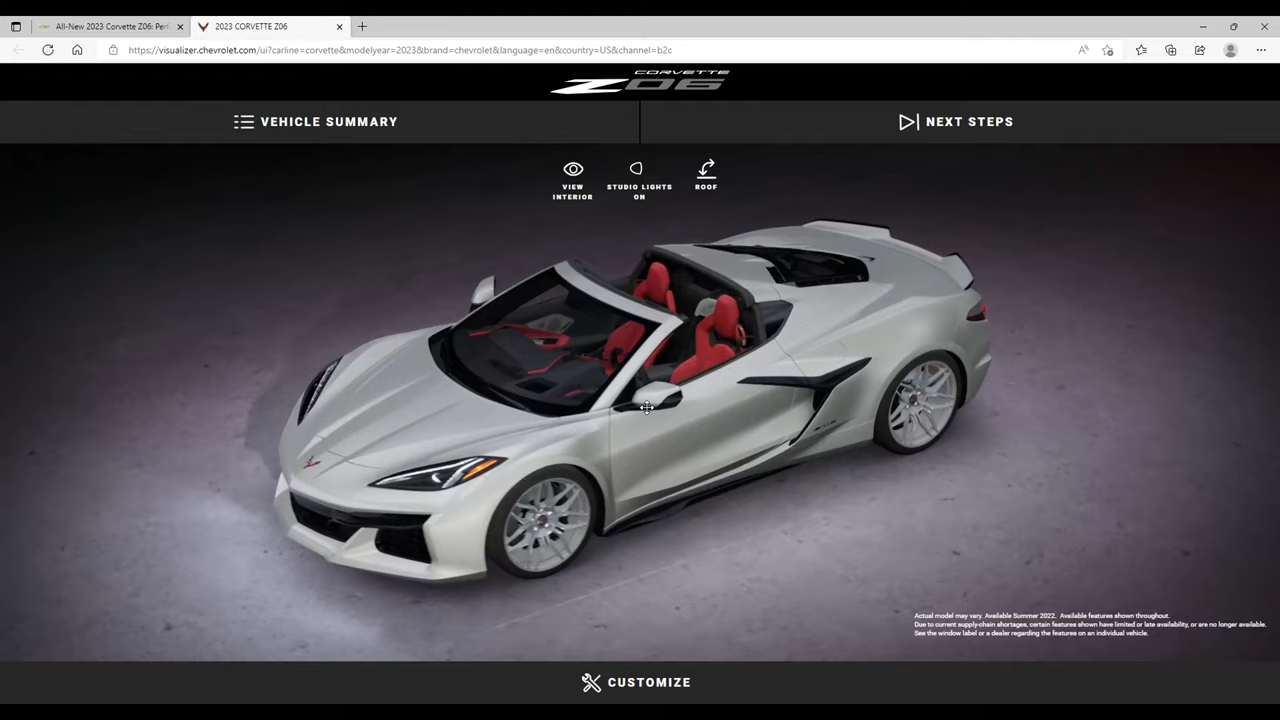 All-New 2023 Corvette Z06: Perf
2023 CORVETTE Z06
https://visualizer.chevrolet.com/ui?carline=corvette&modelyear=2023&brand=chevrolet&language=en&country=US&channel=b2c
CORVETTE
Z06
VEHICLE SUMMARY
NEXT STEPS
VIEW INTERIOR
STUDIO LIGHTS ON
ROOF
Actual model may vary. Available Summer 2022. Available features shown throughout.
Due to current supply-chain shortages, certain features shown have limited or late availability, or are no longer available.
See the window label or a dealer regarding the features on an individual vehicle.
CUSTOMIZE